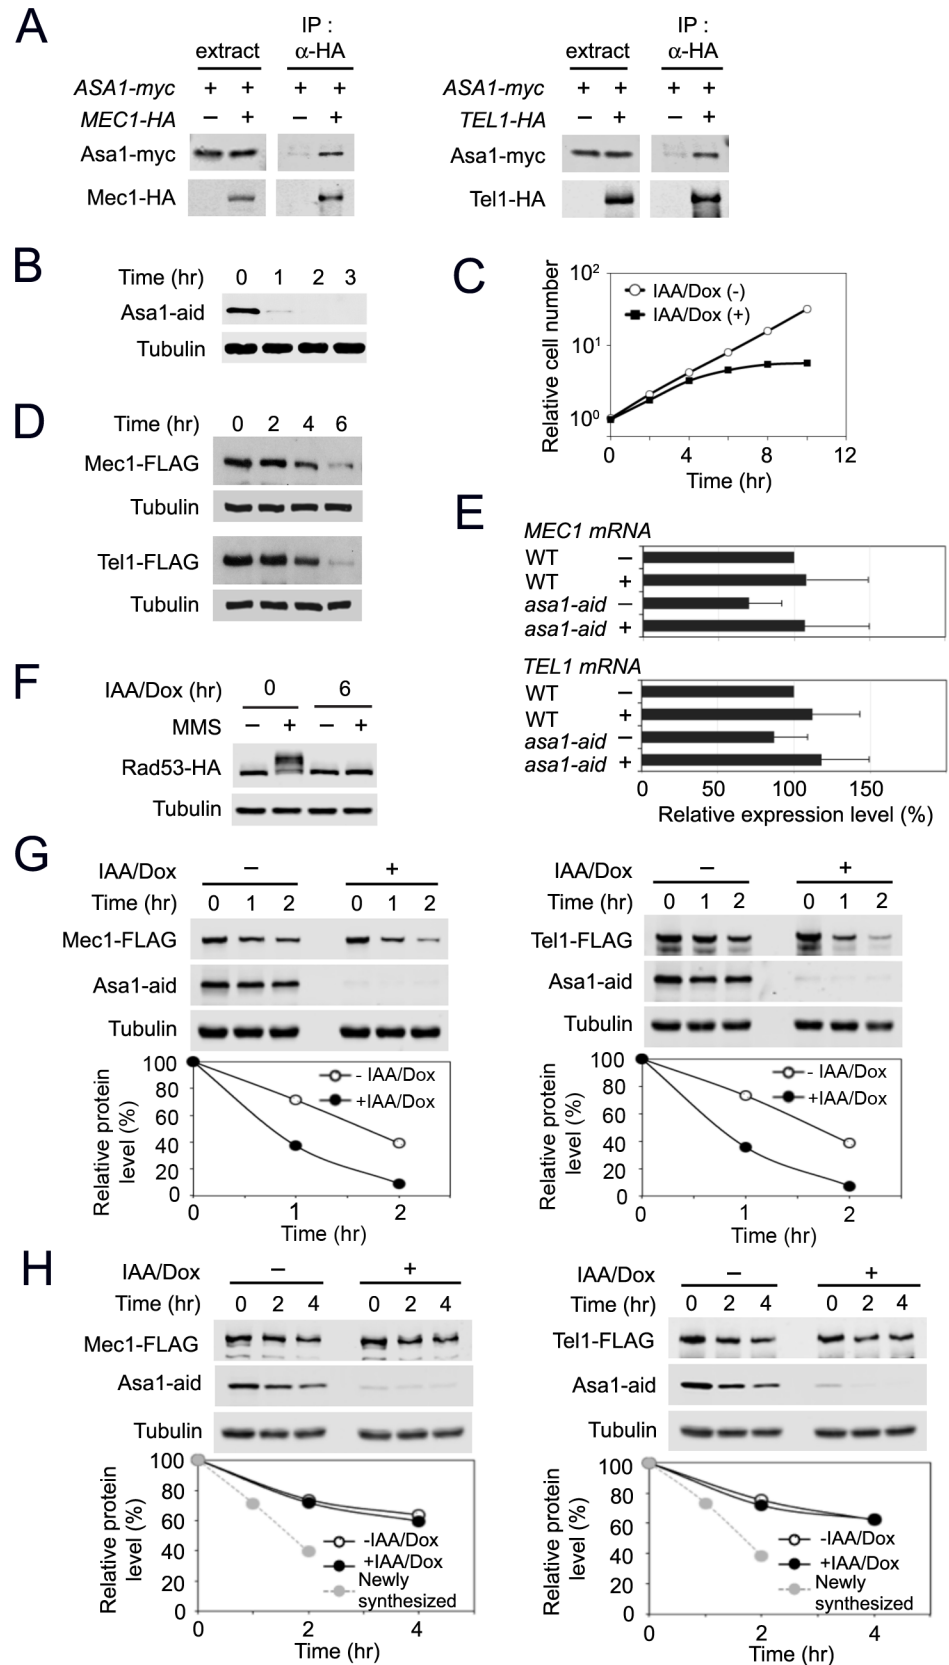 A
extract IP : α-HA
ASA1-myc + + + +
MEC1-HA − + − +
Asa1-myc
Mec1-HA
extract IP : α-HA
ASA1-myc + + + +
TEL1-HA − + − +
Asa1-myc
Tel1-HA
B
Time (hr) 0 1 2 3
Asa1-aid
Tubulin
C
Relative cell number
10²
10¹
10⁰
IAA/Dox (-)
IAA/Dox (+)
0 4 8 12
Time (hr)
D
Time (hr) 0 2 4 6
Mec1-FLAG
Tubulin
Tel1-FLAG
Tubulin
E
MEC1 mRNA
WT −
WT +
asa1-aid −
asa1-aid +
TEL1 mRNA
WT −
WT +
asa1-aid −
asa1-aid +
0 50 100 150
Relative expression level (%)
F
IAA/Dox (hr) 0 6
MMS − + − +
Rad53-HA
Tubulin
G
IAA/Dox − +
Time (hr) 0 1 2 0 1 2
Mec1-FLAG
Asa1-aid
Tubulin
Relative protein
level (%)
100
80
60
40
20
0
- IAA/Dox
+IAA/Dox
0 1 2
Time (hr)
IAA/Dox − +
Time (hr) 0 1 2 0 1 2
Tel1-FLAG
Asa1-aid
Tubulin
Relative protein
level (%)
100
80
60
40
20
0
- IAA/Dox
+IAA/Dox
0 1 2
Time (hr)
H
IAA/Dox − +
Time (hr) 0 2 4 0 2 4
Mec1-FLAG
Asa1-aid
Tubulin
Relative protein
level (%)
100
80
60
40
20
0
-IAA/Dox
+IAA/Dox
Newly
synthesized
0 2 4
Time (hr)
IAA/Dox − +
Time (hr) 0 2 4 0 2 4
Tel1-FLAG
Asa1-aid
Tubulin
Relative protein
level (%)
100
80
60
40
20
0
-IAA/Dox
+IAA/Dox
Newly
synthesized
0 2 4
Time (hr)